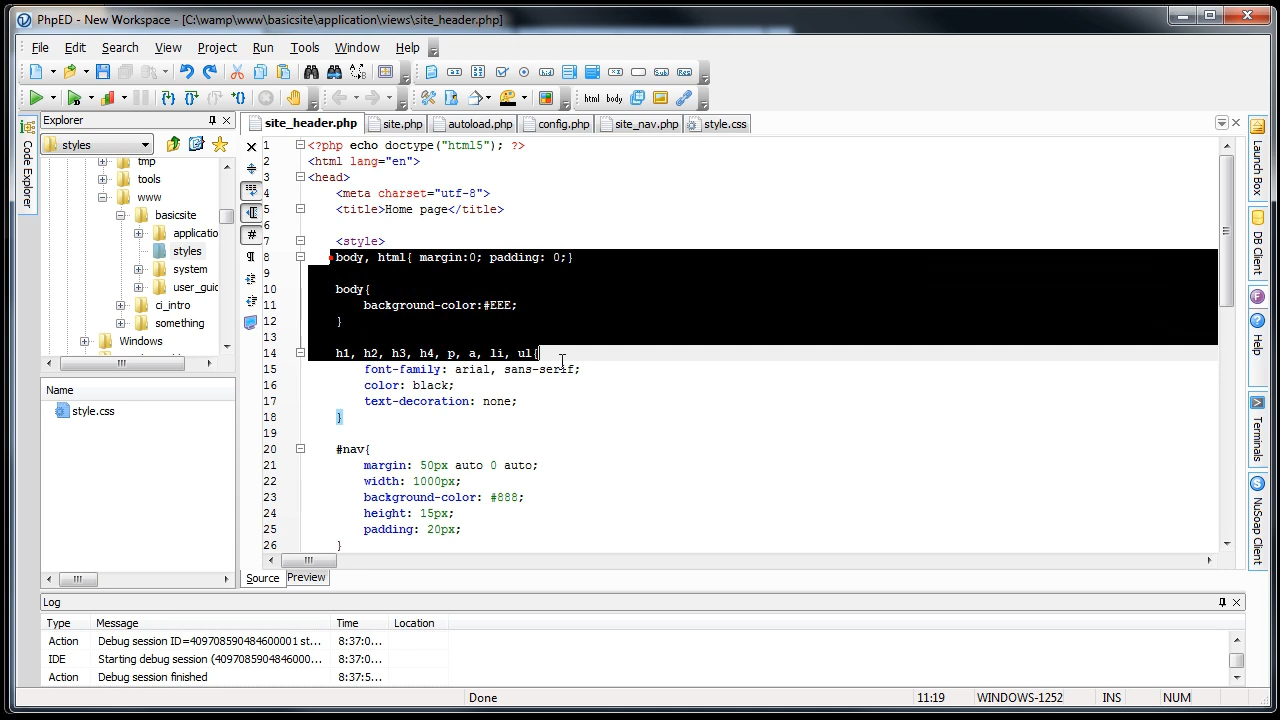 PhpED - New Workspace - [C:\wamp\www\basicsite\application\views\site_header.php]
File Edit Search View Project Run Tools Window Help
html body
Explorer
site_header.php site.php autoload.php config.php site_nav.php style.css
styles
Code Explorer
tmp
tools
www
basicsite
applicatio
styles
system
user_guid
ci_intro
something
Windows
Name
style.css
1 <?php echo doctype("html5"); ?>
2 <html lang="en">
3 <head>
4 <meta charset="utf-8">
5 <title>Home page</title>
6
7 <style>
8 body, html{ margin:0; padding: 0;}
9
10 body{
11 background-color:#EEE;
12 }
13
14 h1, h2, h3, h4, p, a, li, ul{
15 font-family: arial, sans-serif;
16 color: black;
17 text-decoration: none;
18 }
19
20 #nav{
21 margin: 50px auto 0 auto;
22 width: 1000px;
23 background-color: #888;
24 height: 15px;
25 padding: 20px;
26 }
Source Preview
Launch Box
DB Client
Help
Terminals
NuSoap Client
Log
Type Message Time Location
Action Debug session ID=409708590484600001 st... 8:37:0...
IDE Starting debug session (4097085904846000... 8:37:0...
Action Debug session finished 8:37:5...
Done 11:19 WINDOWS-1252 INS NUM